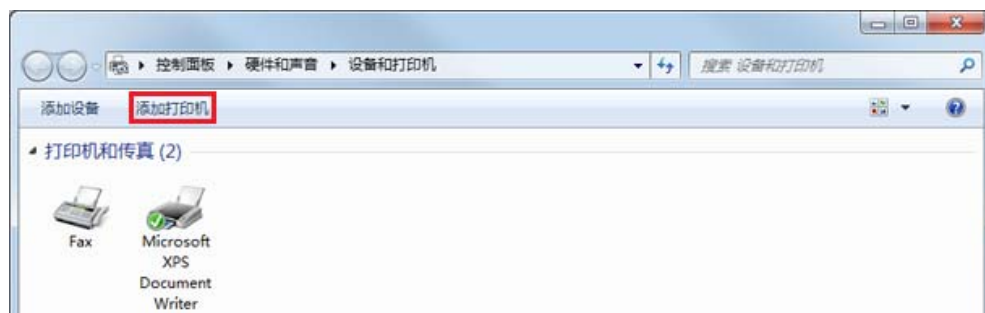 控制面板 ▸ 硬件和声音 ▸ 设备和打印机
搜索 设备和打印机
添加设备 添加打印机
打印机和传真 (2)
Fax
Microsoft
XPS
Document
Writer